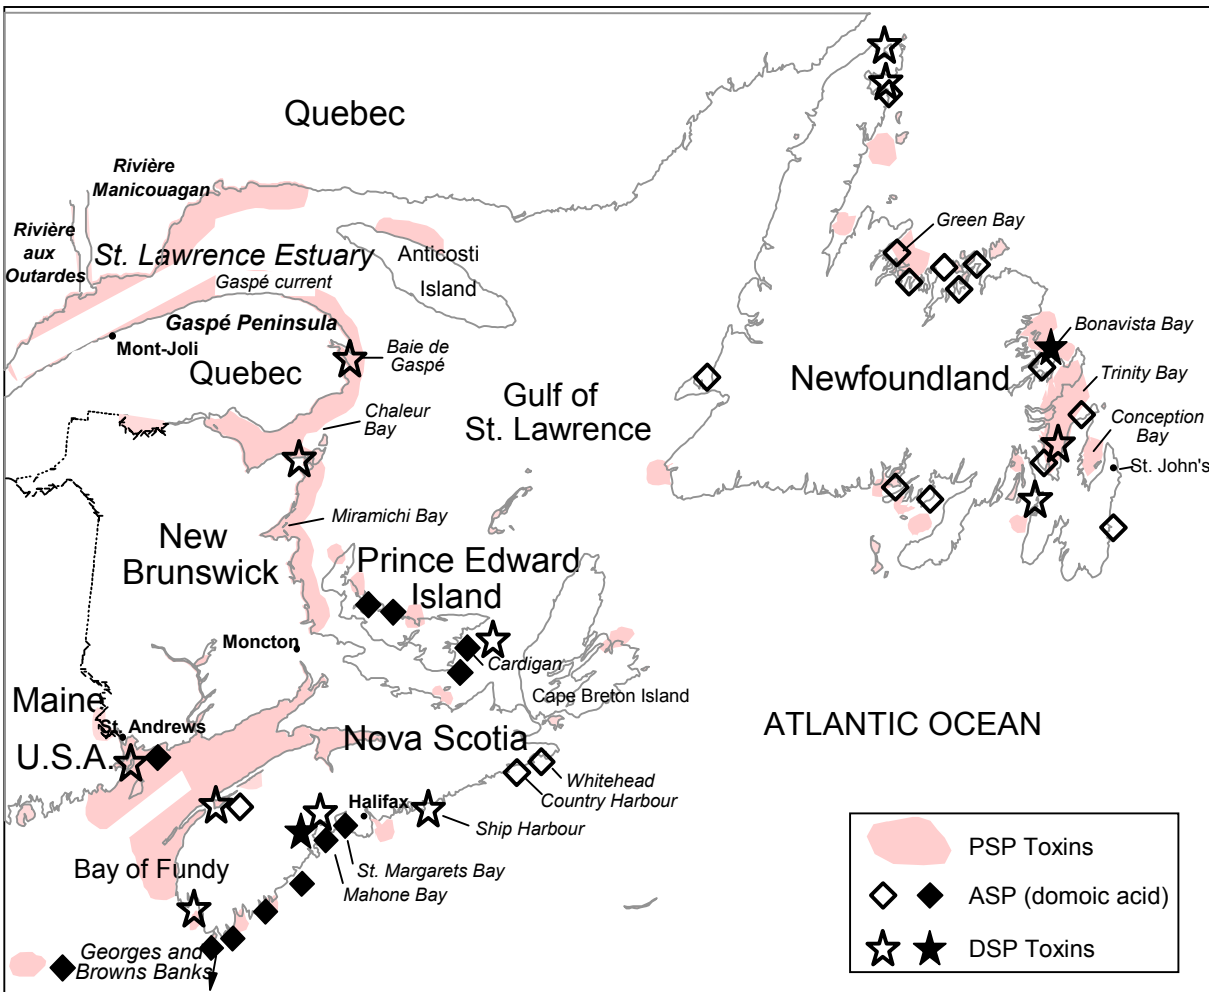 Quebec
Rivière
Manicouagan
Rivière
aux
Outardes
St. Lawrence Estuary
Gaspé current
Anticosti
Island
Green Bay
Gaspé Peninsula
Mont-Joli
Quebec
Baie de
Gaspé
Bonavista Bay
Newfoundland
Trinity Bay
Gulf of
St. Lawrence
Chaleur
Bay
Conception
Bay
St. John's
Miramichi Bay
New
Brunswick
Prince Edward
Island
Moncton
Cardigan
Cape Breton Island
Maine
St. Andrews
U.S.A.
Nova Scotia
ATLANTIC OCEAN
Whitehead
Country Harbour
Halifax
Ship Harbour
Bay of Fundy
St. Margarets Bay
Mahone Bay
Georges and
Browns Banks
PSP Toxins
ASP (domoic acid)
DSP Toxins